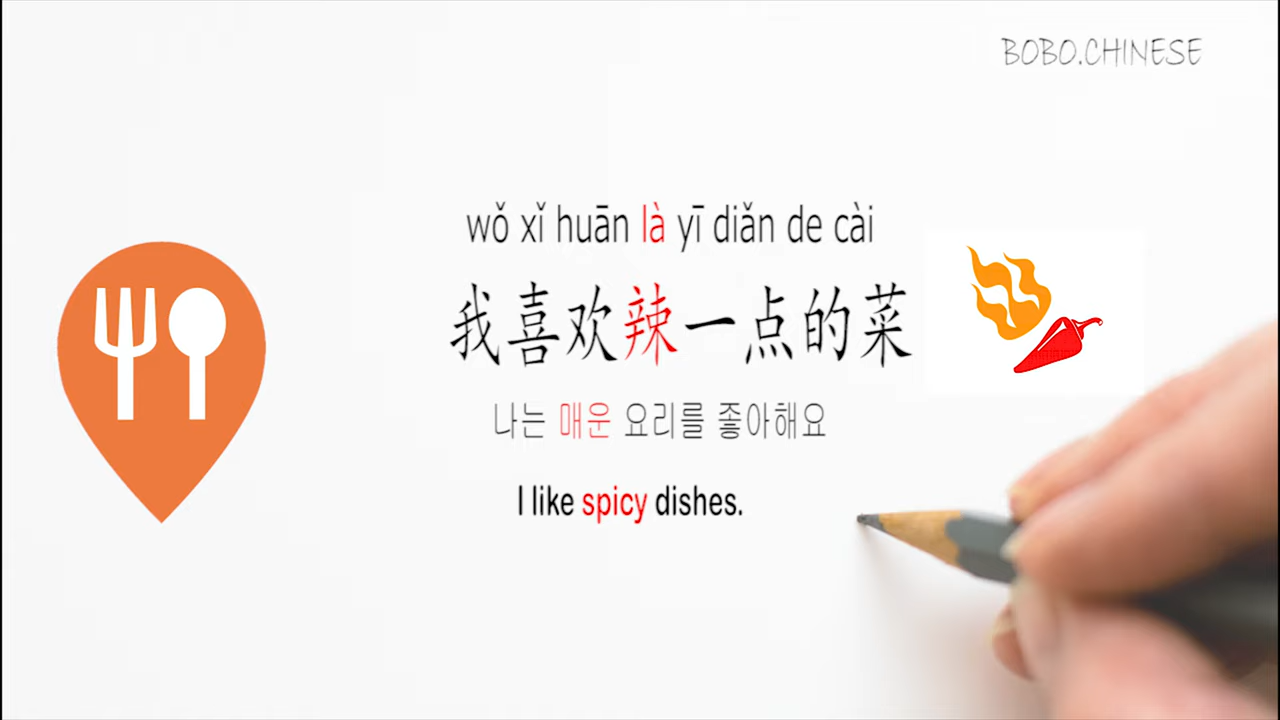 BOBO.CHINESE
wǒ xǐ huān là yī diǎn de cài
我喜欢辣一点的菜
나는 매운 요리를 좋아해요
I like spicy dishes.